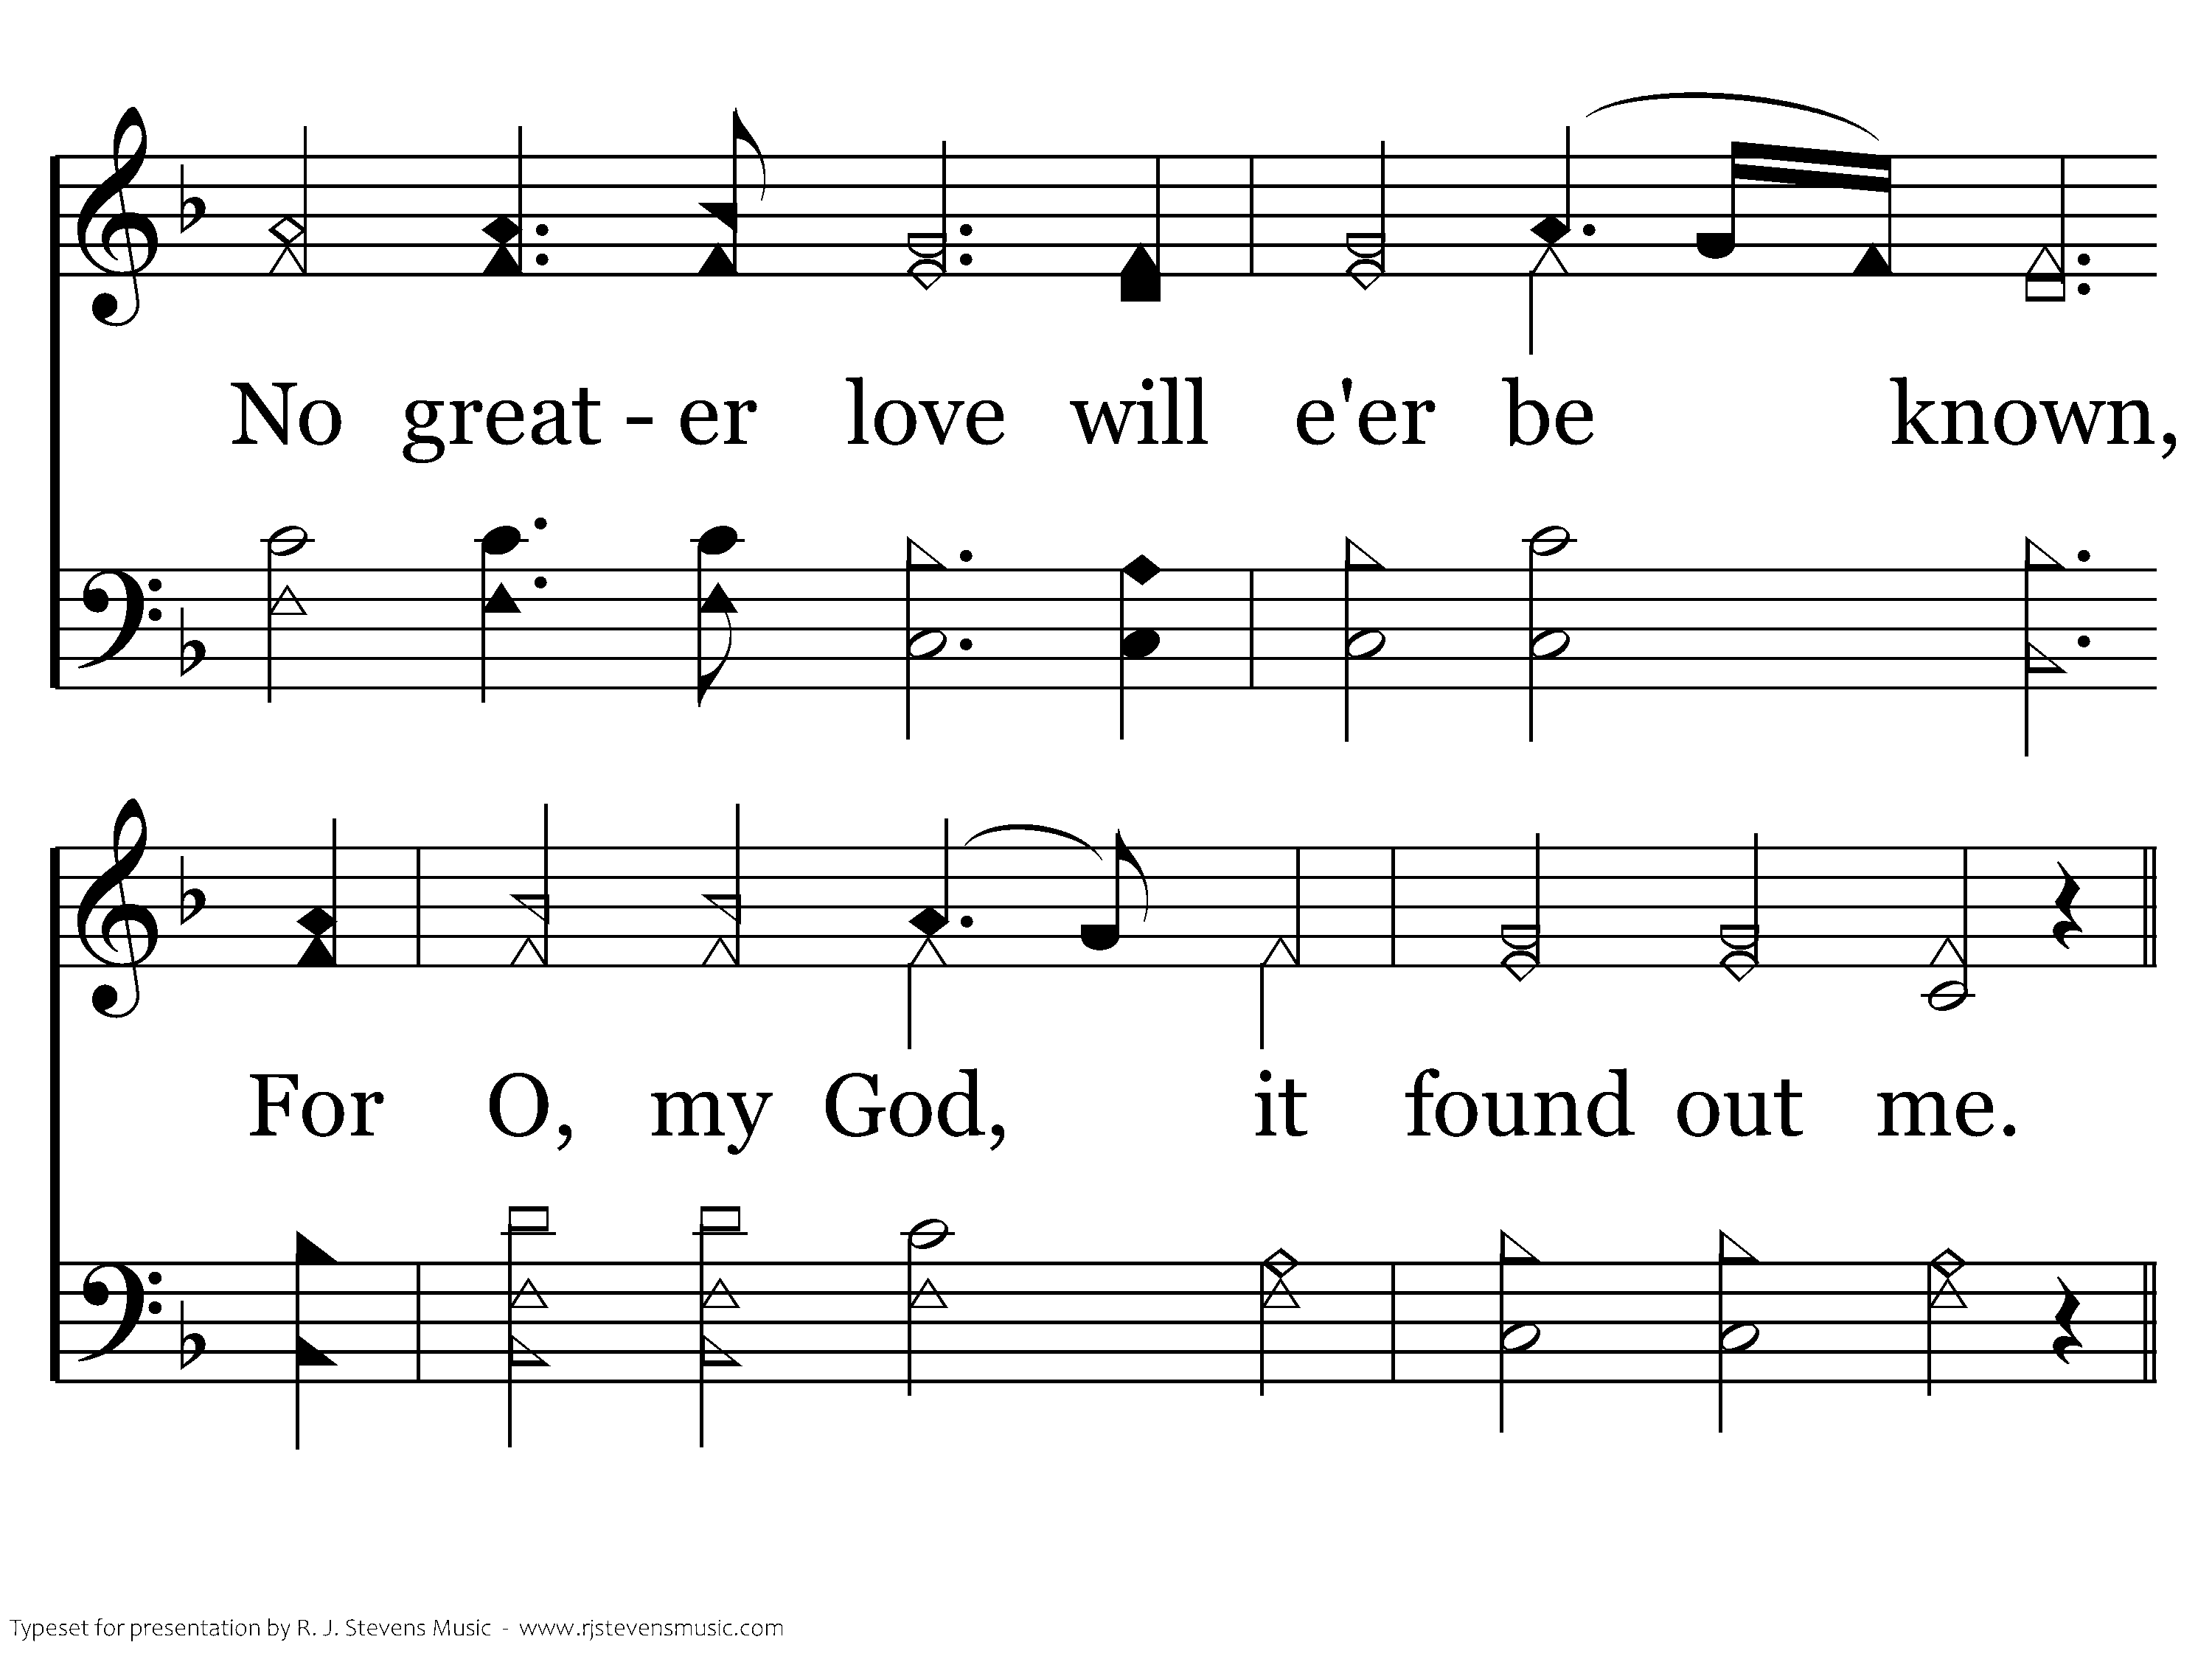 No great - er love will e'er be known,
For O, my God, it found out me.
Typeset for presentation by R. J. Stevens Music - www.rjstevensmusic.com